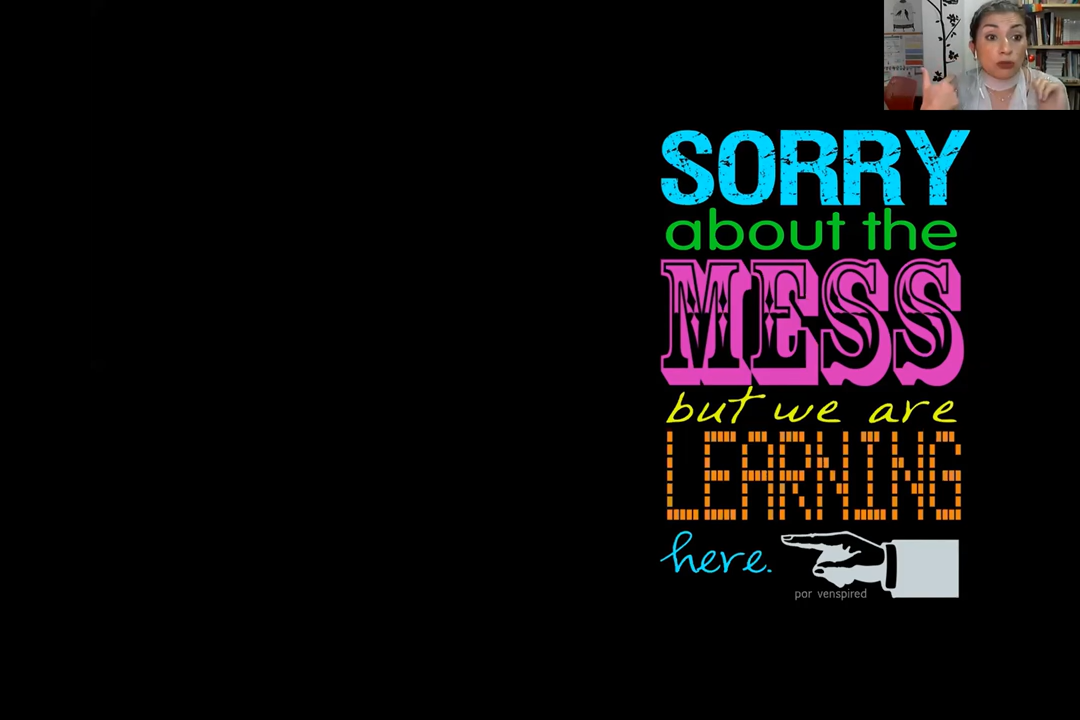 SORRY
about the
MESS
but we are
LEARNING
here.
por venspired